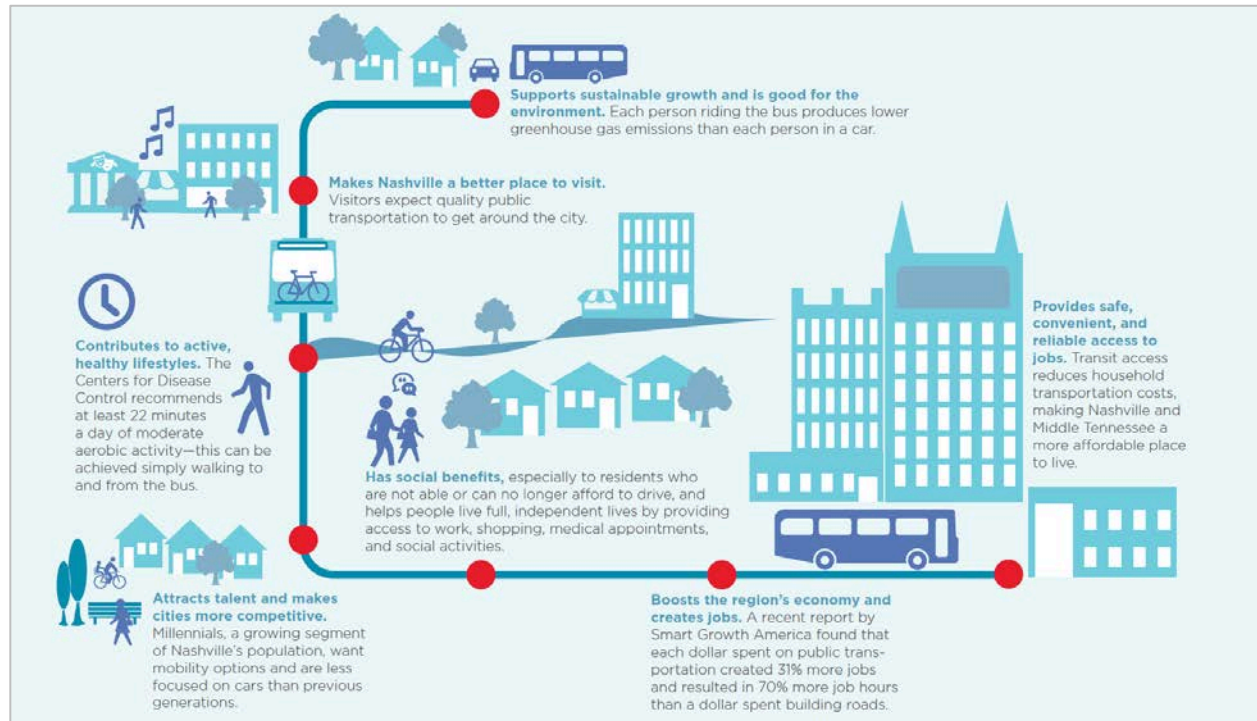 Supports sustainable growth and is good for the
environment. Each person riding the bus produces lower
greenhouse gas emissions than each person in a car.
Makes Nashville a better place to visit.
Visitors expect quality public
transportation to get around the city.
Contributes to active,
healthy lifestyles. The
Centers for Disease
Control recommends
at least 22 minutes
a day of moderate
aerobic activity—this can be
achieved simply walking to
and from the bus.
Provides safe,
convenient, and
reliable access to
jobs. Transit access
reduces household
transportation costs,
making Nashville and
Middle Tennessee a
more affordable place
to live.
Has social benefits, especially to residents who
are not able or can no longer afford to drive, and
helps people live full, independent lives by providing
access to work, shopping, medical appointments,
and social activities.
Attracts talent and makes
cities more competitive.
Millennials, a growing segment
of Nashville's population, want
mobility options and are less
focused on cars than previous
generations.
Boosts the region's economy and
creates jobs. A recent report by
Smart Growth America found that
each dollar spent on public trans-
portation created 31% more jobs
and resulted in 70% more job hours
than a dollar spent building roads.